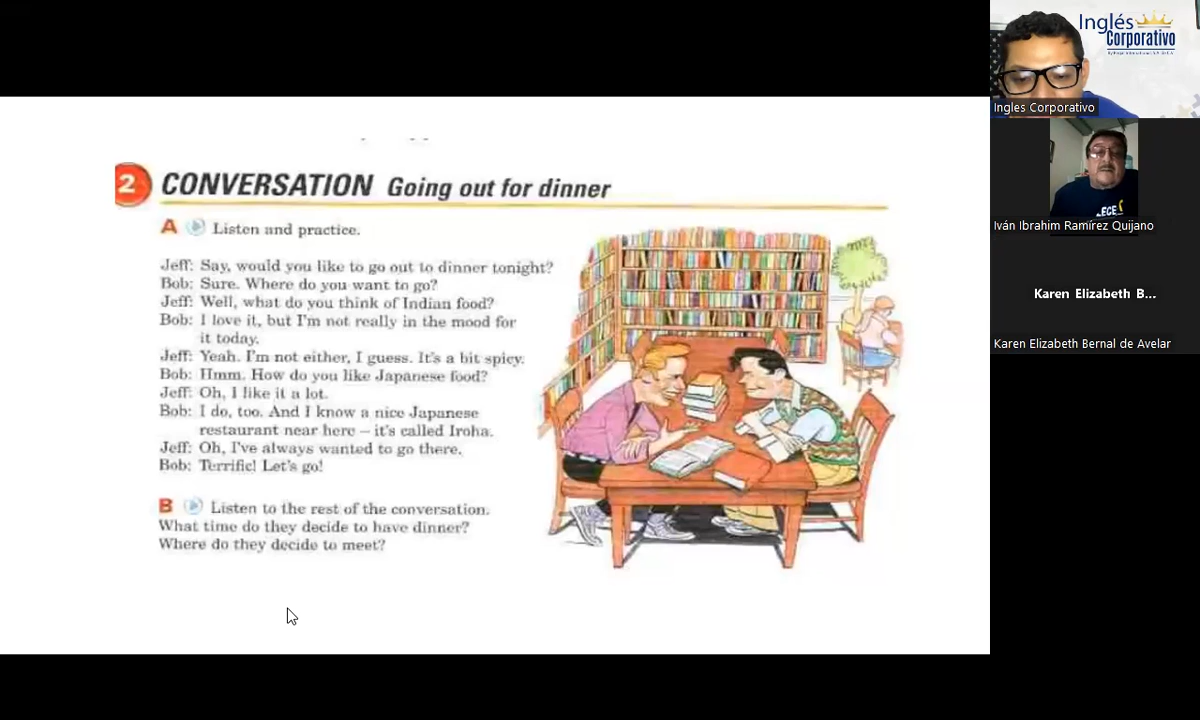 2 CONVERSATION Going out for dinner
A Listen and practice.
Jeff: Say, would you like to go out to dinner tonight?
Bob: Sure. Where do you want to go?
Jeff: Well, what do you think of Indian food?
Bob: I love it, but I'm not really in the mood for
it today.
Jeff: Yeah. I'm not either, I guess. It's a bit spicy.
Bob: Hmm. How do you like Japanese food?
Jeff: Oh, I like it a lot.
Bob: I do, too. And I know a nice Japanese
restaurant near here – it's called Iroha.
Jeff: Oh, I've always wanted to go there.
Bob: Terrific! Let's go!
B Listen to the rest of the conversation.
What time do they decide to have dinner?
Where do they decide to meet?
Inglés
Corporativo
Ingles Corporativo
Iván Ibrahim Ramírez Quijano
Karen Elizabeth B...
Karen Elizabeth Bernal de Avelar